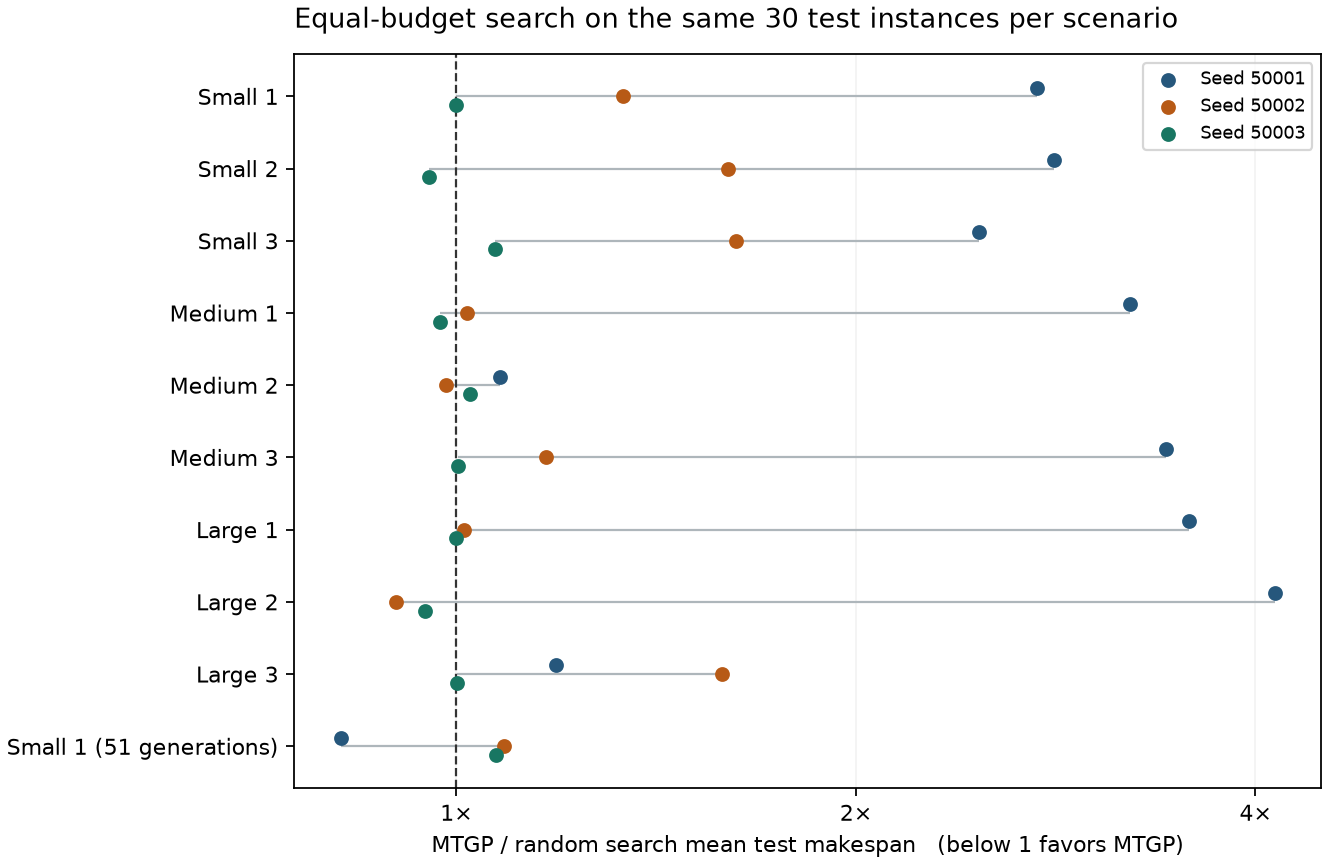 Equal-budget search on the same 30 test instances per scenario
Seed 50001
Seed 50002
Seed 50003
Small 1
Small 2
Small 3
Medium 1
Medium 2
Medium 3
Large 1
Large 2
Large 3
Small 1 (51 generations)
1× 2× 4×
MTGP / random search mean test makespan (below 1 favors MTGP)